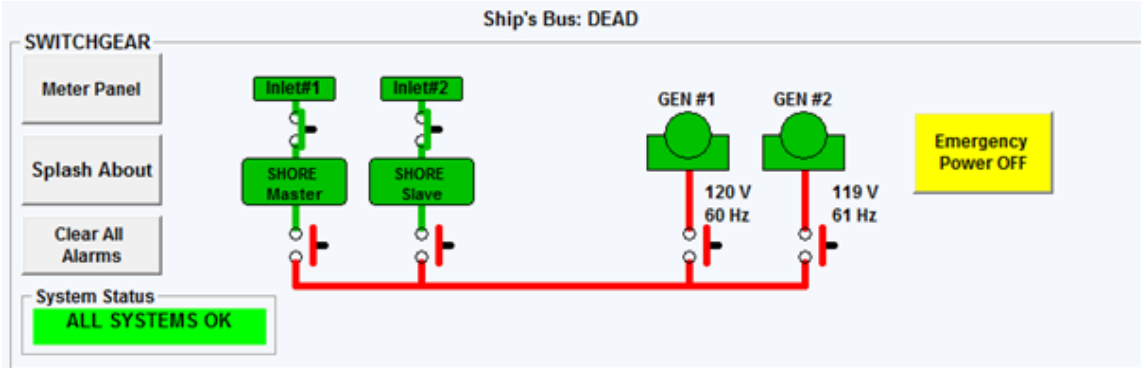 Ship's Bus: DEAD
SWITCHGEAR
Meter Panel
Splash About
Clear All
Alarms
System Status
ALL SYSTEMS OK
Inlet#1
Inlet#2
SHORE
Master
SHORE
Slave
GEN #1
GEN #2
120 V
60 Hz
119 V
61 Hz
Emergency
Power OFF